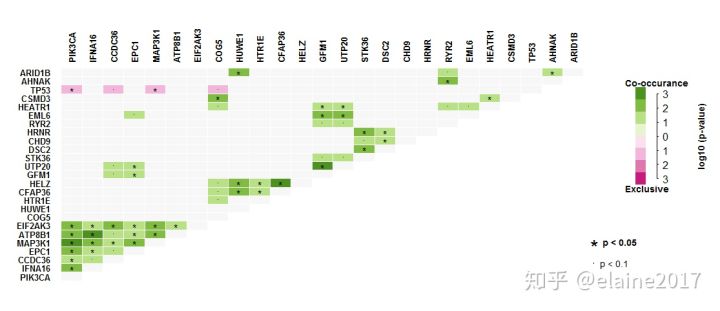 PIK3CA IFNA16 CCDC36 EPC1 MAP3K1 ATP8B1 EIF2AK3 COG5 HUWE1 HTR1E CFAP36 HELZ GFM1 UTP20 STK36 DSC2 CHD9 HRNR RYR2 EML6 HEATR1 CSMD3 TP53 AHNAK ARID1B
ARID1B
AHNAK
TP53
CSMD3
HEATR1
EML6
RYR2
HRNR
CHD9
DSC2
STK36
UTP20
GFM1
HELZ
CFAP36
HTR1E
HUWE1
COG5
EIF2AK3
ATP8B1
MAP3K1
EPC1
CCDC36
IFNA16
PIK3CA
Co-occurance
3
2
1
0
1
2
3
Exclusive
log10 (p-value)
* p < 0.05
· p < 0.1
知乎 @elaine2017